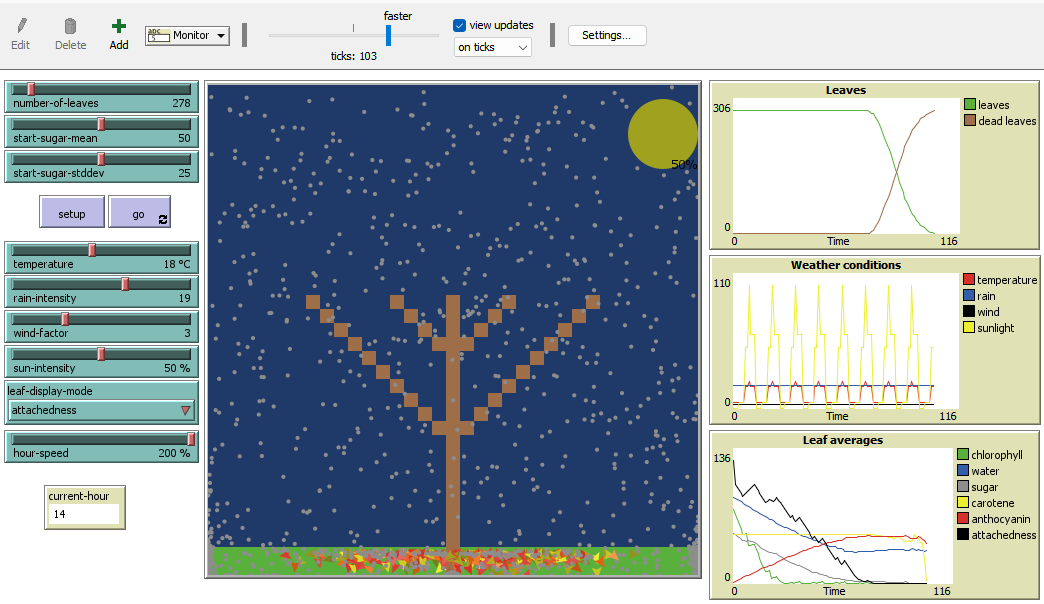 faster
Edit
Delete
Add
abc
5
Monitor
view updates
on ticks
Settings...
ticks: 103
number-of-leaves 278
start-sugar-mean 50
start-sugar-stddev 25
setup
go
temperature 18 °C
rain-intensity 19
wind-factor 3
sun-intensity 50 %
leaf-display-mode
attachedness
hour-speed 200 %
current-hour
14
50%
Leaves
306
0
0
Time
116
leaves
dead leaves
Weather conditions
110
0
0
Time
116
temperature
rain
wind
sunlight
Leaf averages
136
0
0
Time
116
chlorophyll
water
sugar
carotene
anthocyanin
attachedness